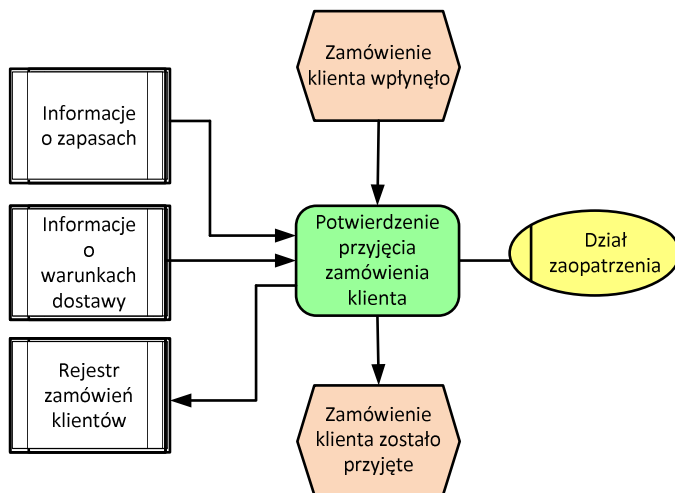 Zamówienie
klienta wpłynęło
Informacje
o zapasach
Informacje
o
warunkach
dostawy
Potwierdzenie
przyjęcia
zamówienia
klienta
Dział
zaopatrzenia
Rejestr
zamówień
klientów
Zamówienie
klienta zostało
przyjęte